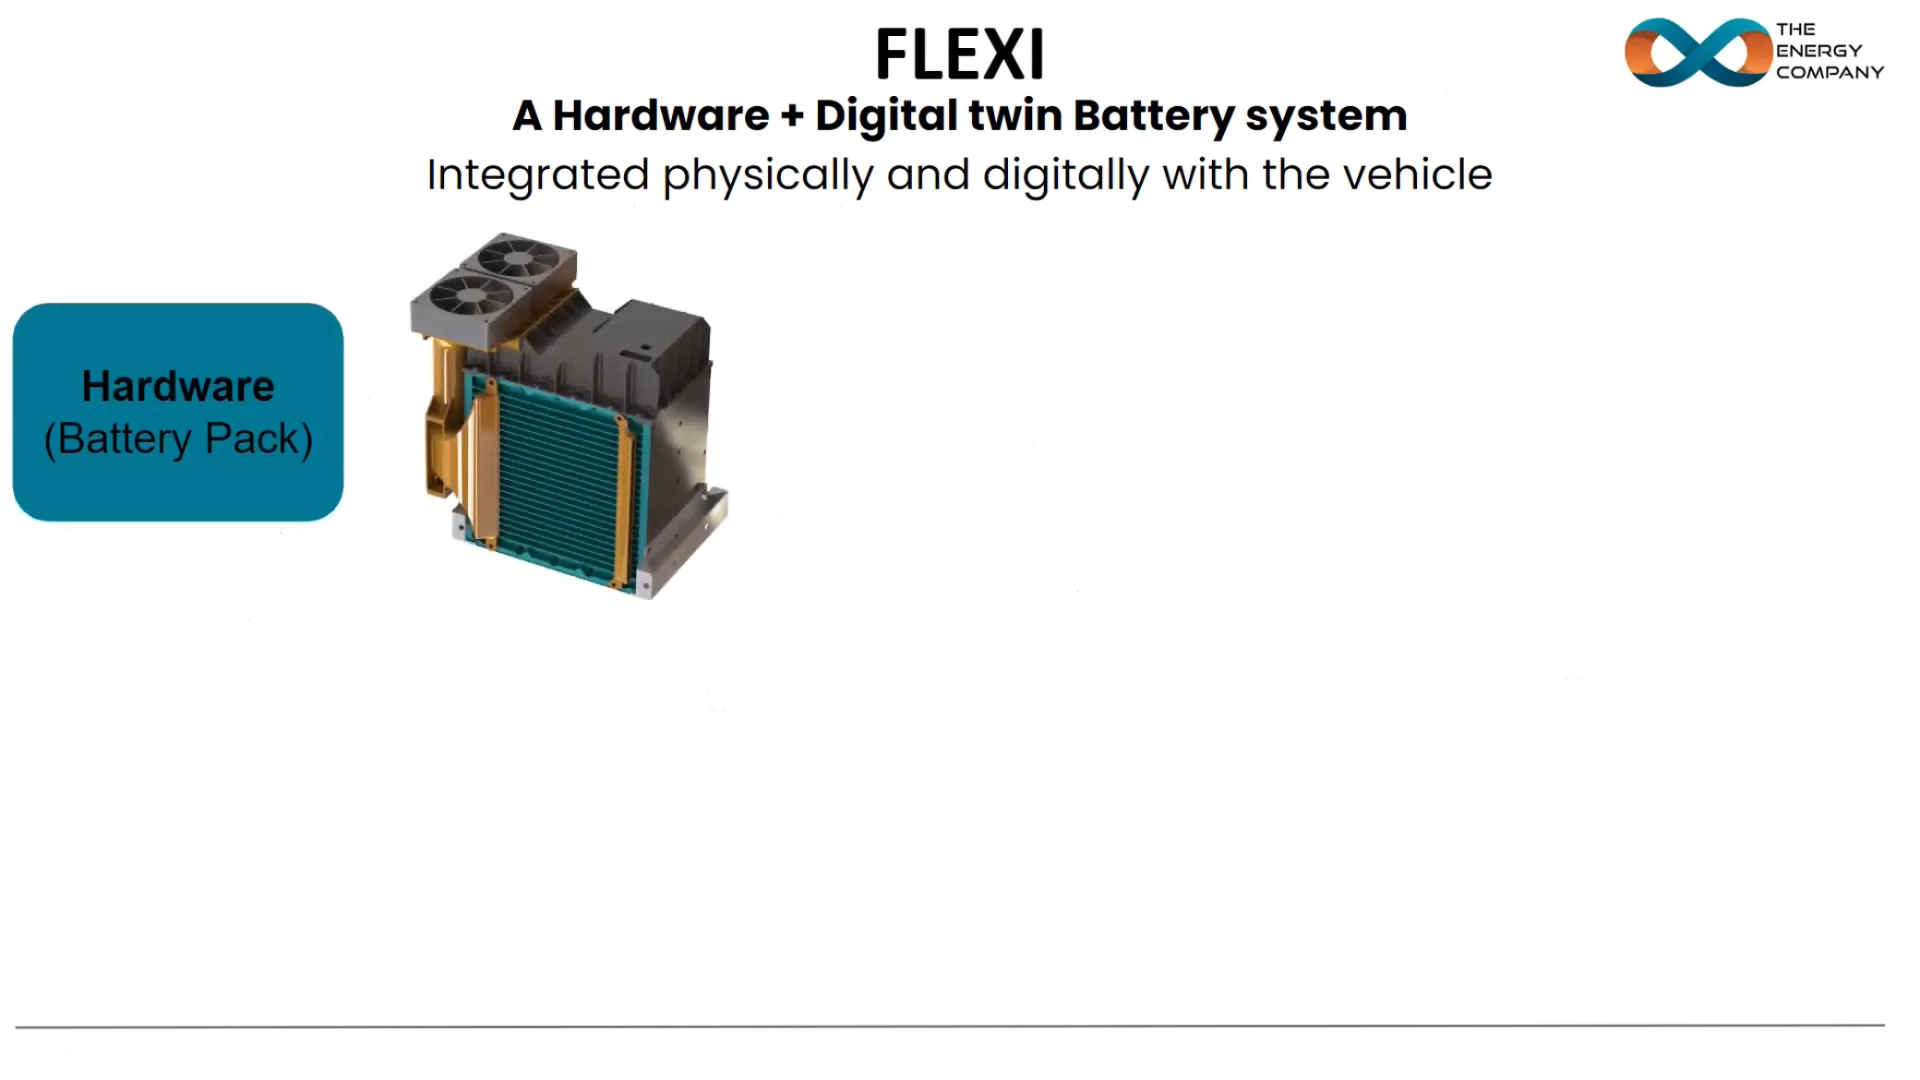 FLEXI
A Hardware + Digital twin Battery system
Integrated physically and digitally with the vehicle
THE
ENERGY
COMPANY
Hardware
(Battery Pack)